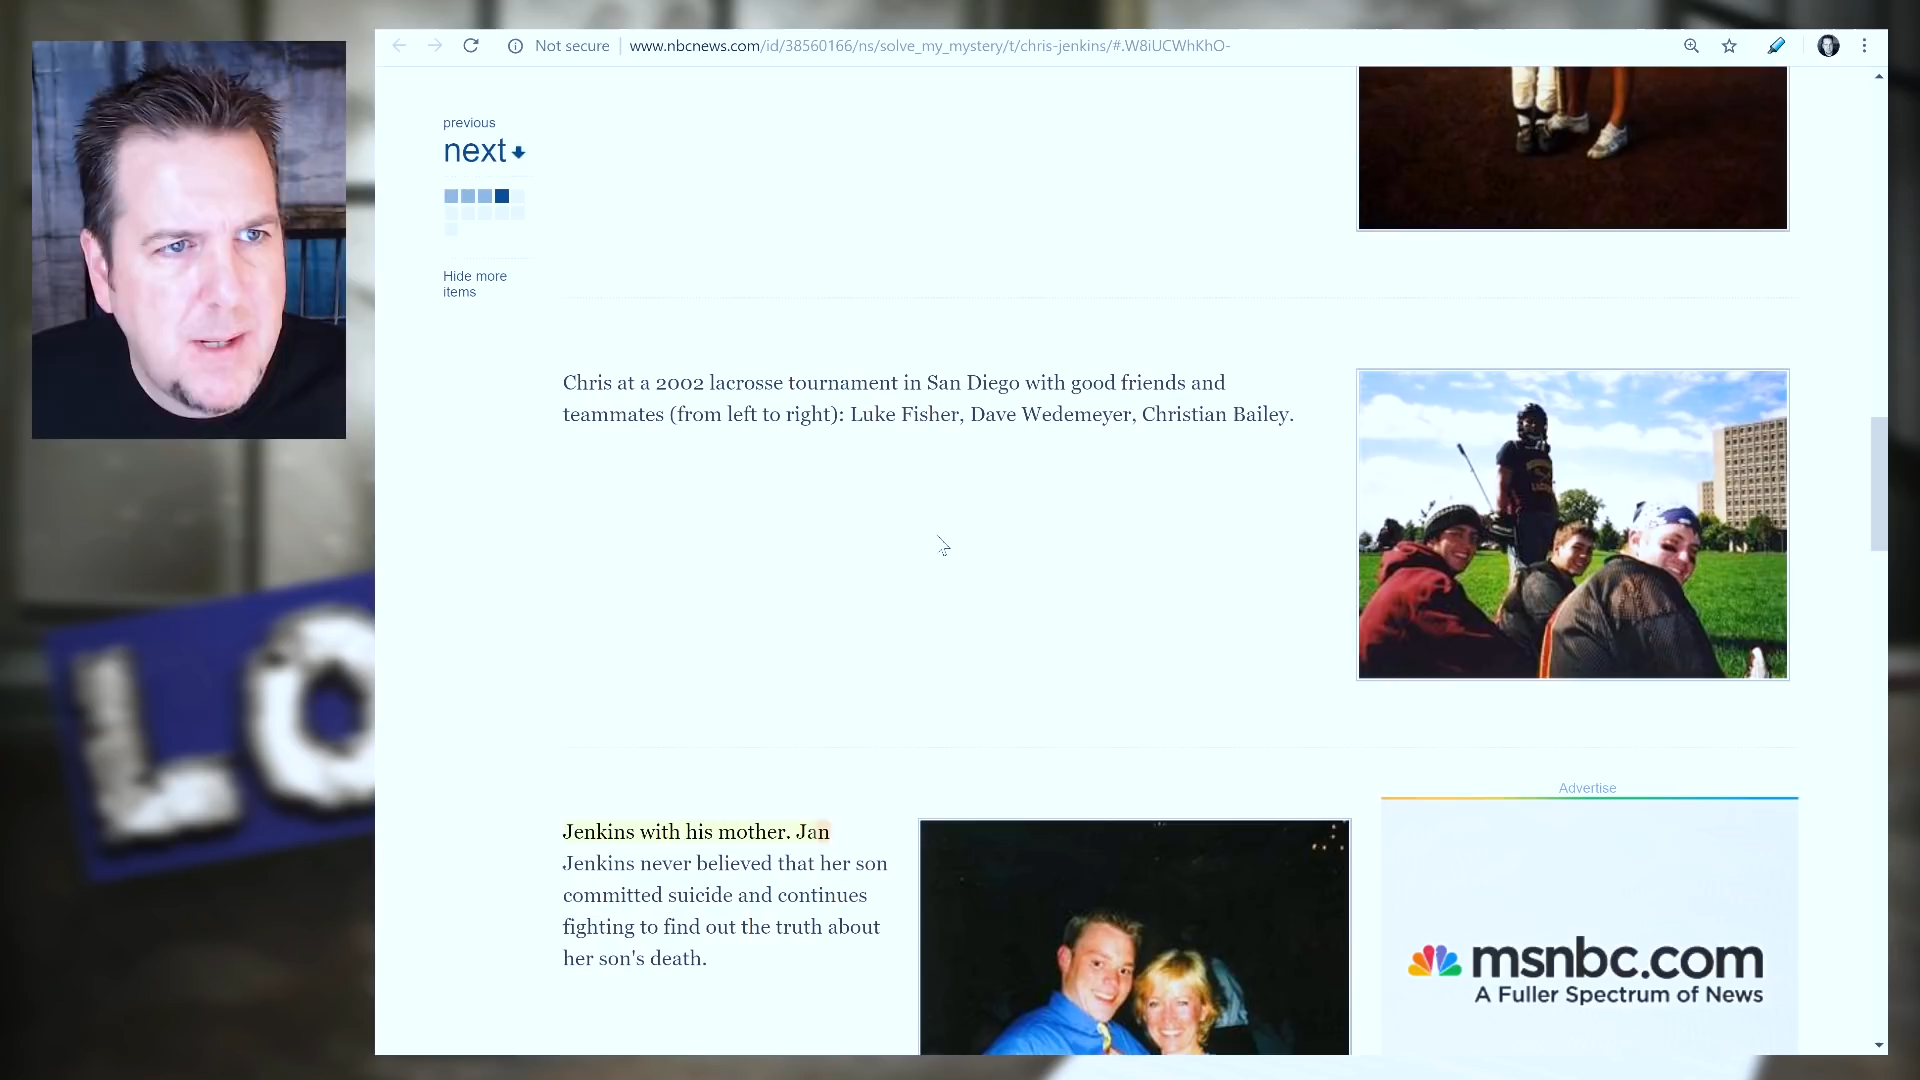 Not secure
www.nbcnews.com/id/38560166/ns/solve_my_mystery/t/chris-jenkins/#.W8iUCWhKhO-
previous
next
Hide more
items
Chris at a 2002 lacrosse tournament in San Diego with good friends and
teammates (from left to right): Luke Fisher, Dave Wedemeyer, Christian Bailey.
Advertise
Jenkins with his mother. Jan
Jenkins never believed that her son
committed suicide and continues
fighting to find out the truth about
her son's death.
msnbc.com
A Fuller Spectrum of News
LO